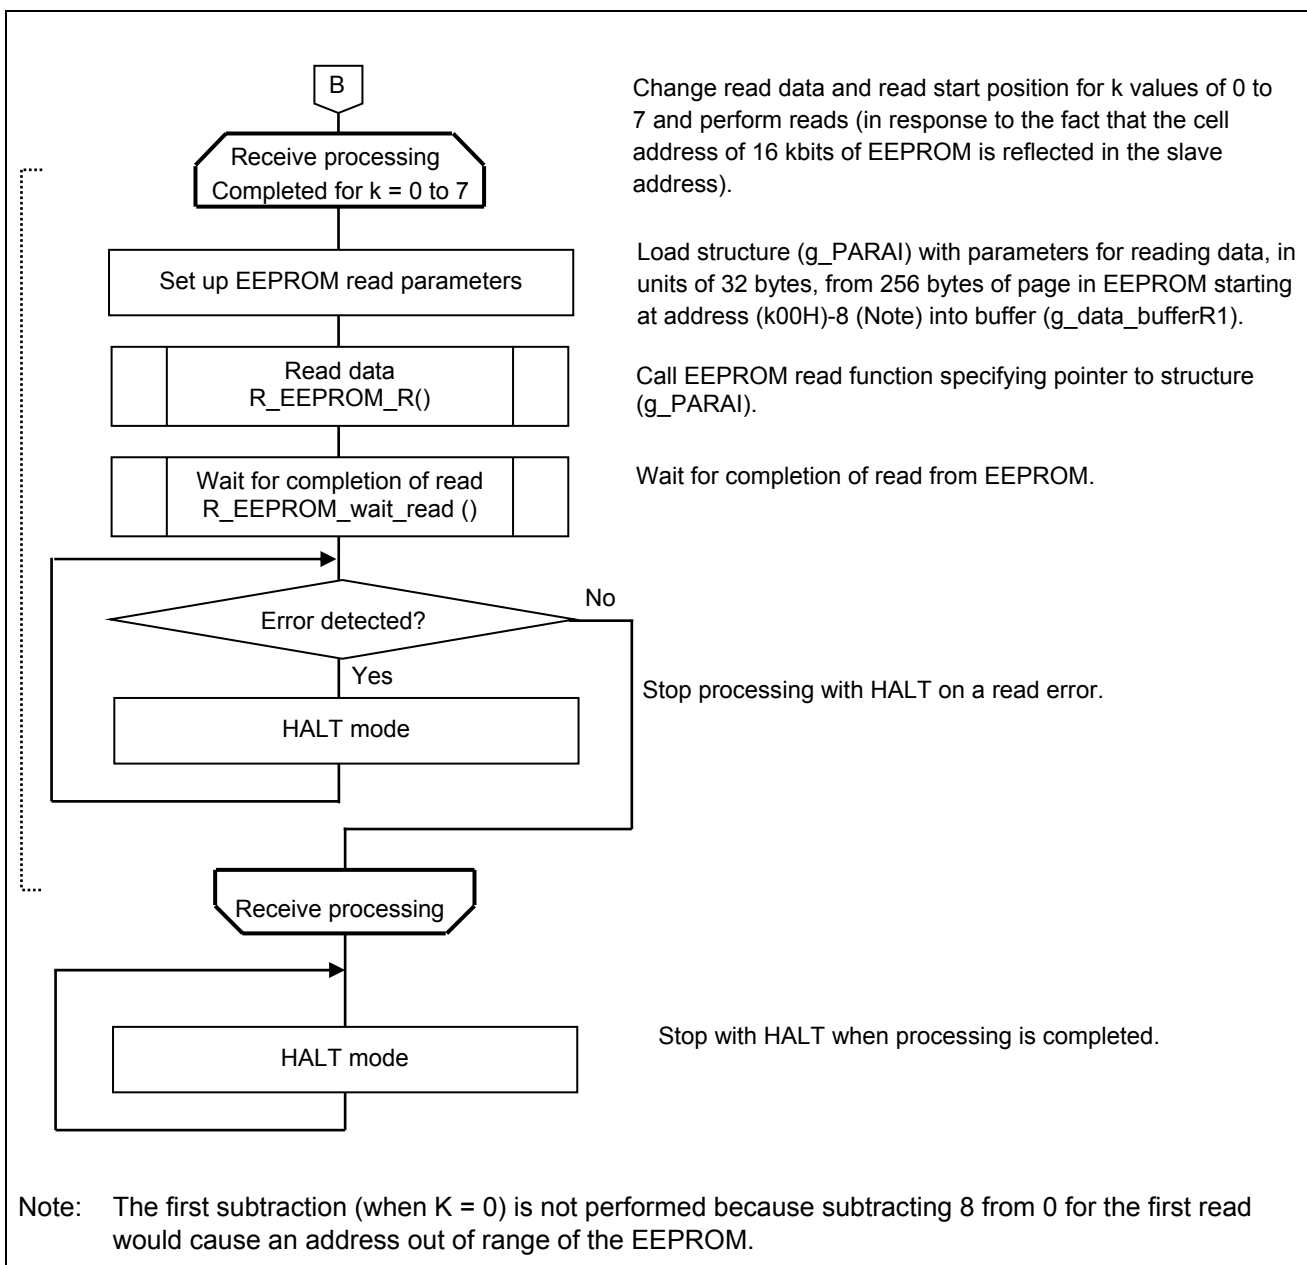 B
Change read data and read start position for k values of 0 to
7 and perform reads (in response to the fact that the cell
address of 16 kbits of EEPROM is reflected in the slave
address).
Receive processing
Completed for k = 0 to 7
Load structure (g_PARAI) with parameters for reading data, in
units of 32 bytes, from 256 bytes of page in EEPROM starting
at address (k00H)-8 (Note) into buffer (g_data_bufferR1).
Set up EEPROM read parameters
Read data
R_EEPROM_R()
Call EEPROM read function specifying pointer to structure
(g_PARAI).
Wait for completion of read
R_EEPROM_wait_read ()
Wait for completion of read from EEPROM.
Error detected?
No
Yes
Stop processing with HALT on a read error.
HALT mode
Receive processing
Stop with HALT when processing is completed.
HALT mode
Note: The first subtraction (when K = 0) is not performed because subtracting 8 from 0 for the first read
would cause an address out of range of the EEPROM.